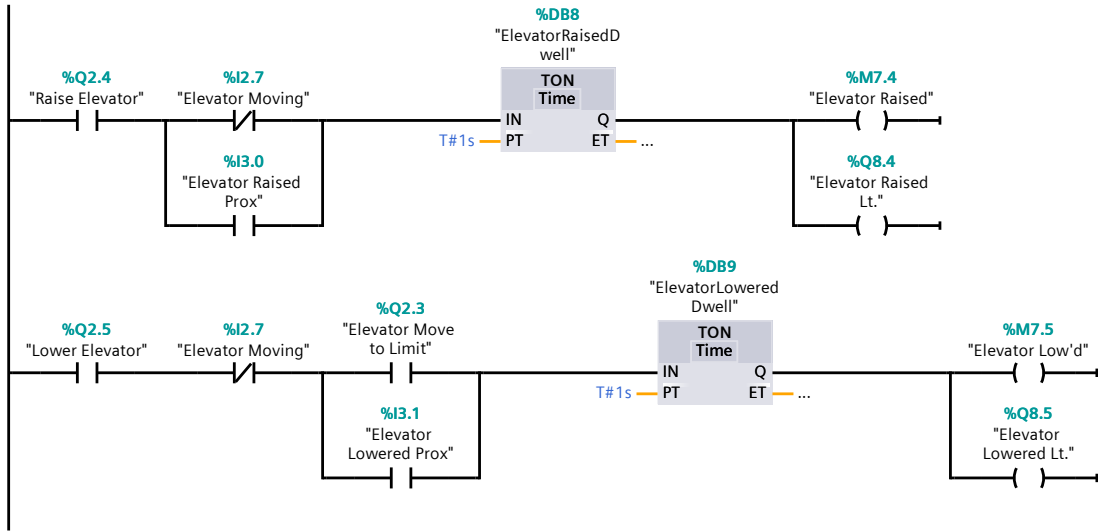 %DB8
"ElevatorRaisedD
well"
%Q2.4
"Raise Elevator"
%I2.7
"Elevator Moving"
TON
Time
%M7.4
"Elevator Raised"
IN
Q
T#1s
PT
ET
...
%I3.0
"Elevator Raised
Prox"
%Q8.4
"Elevator Raised
Lt."
%DB9
"ElevatorLowered
Dwell"
%Q2.5
"Lower Elevator"
%I2.7
"Elevator Moving"
%Q2.3
"Elevator Move
to Limit"
TON
Time
%M7.5
"Elevator Low'd"
IN
Q
T#1s
PT
ET
...
%I3.1
"Elevator
Lowered Prox"
%Q8.5
"Elevator
Lowered Lt."